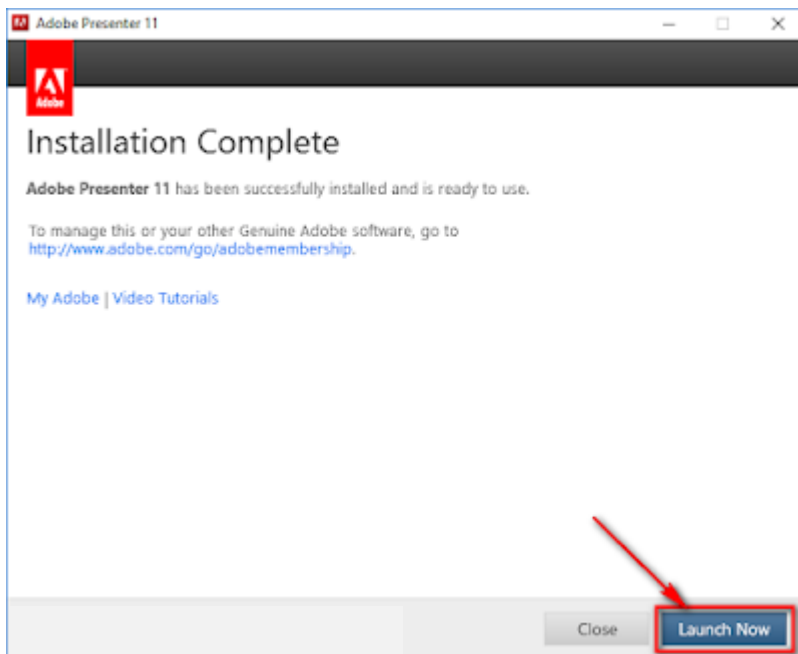 Adobe Presenter 11
Adobe
Installation Complete
Adobe Presenter 11 has been successfully installed and is ready to use.
To manage this or your other Genuine Adobe software, go to
http://www.adobe.com/go/adobemembership.
My Adobe | Video Tutorials
Close Launch Now